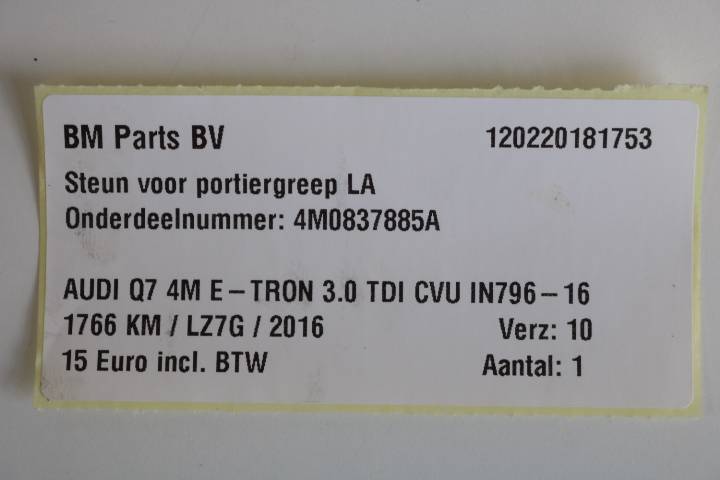 BM Parts BV 120220181753
Steun voor portiergreep LA
Onderdeelnummer: 4M0837885A
AUDI Q7 4M E-TRON 3.0 TDI CVU IN796-16
1766 KM / LZ7G / 2016 Verz: 10
15 Euro incl. BTW Aantal: 1